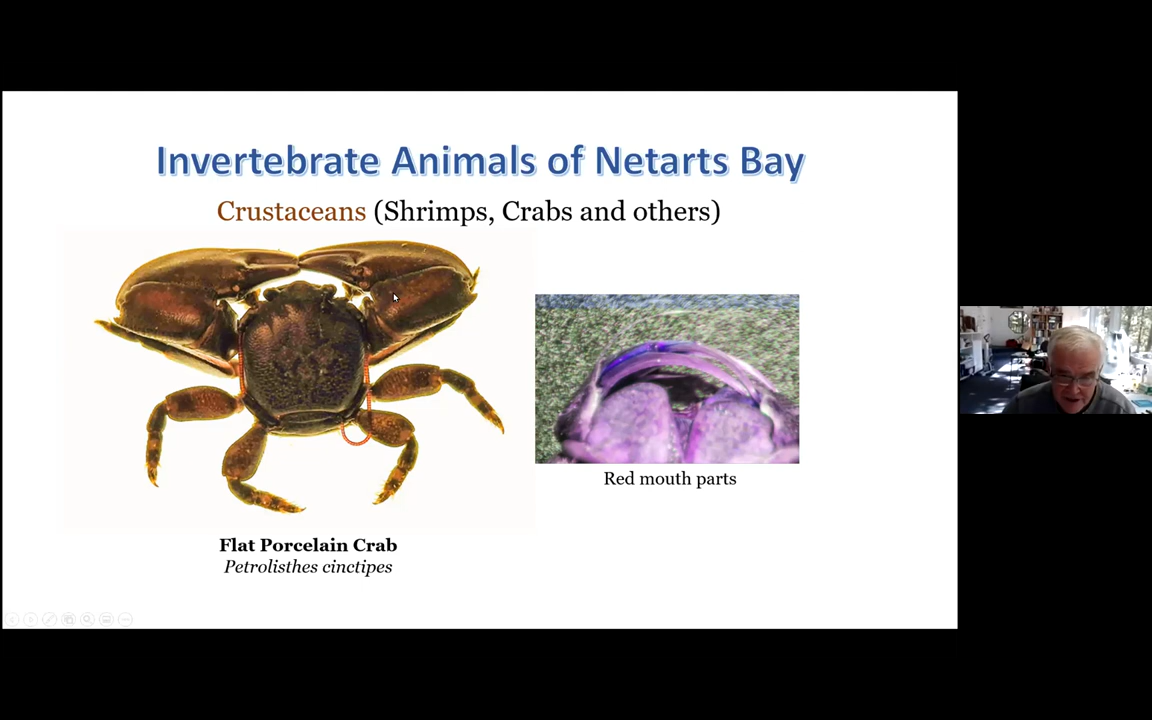 Invertebrate Animals of Netarts Bay
Crustaceans (Shrimps, Crabs and others)
Red mouth parts
Flat Porcelain Crab
Petrolisthes cinctipes